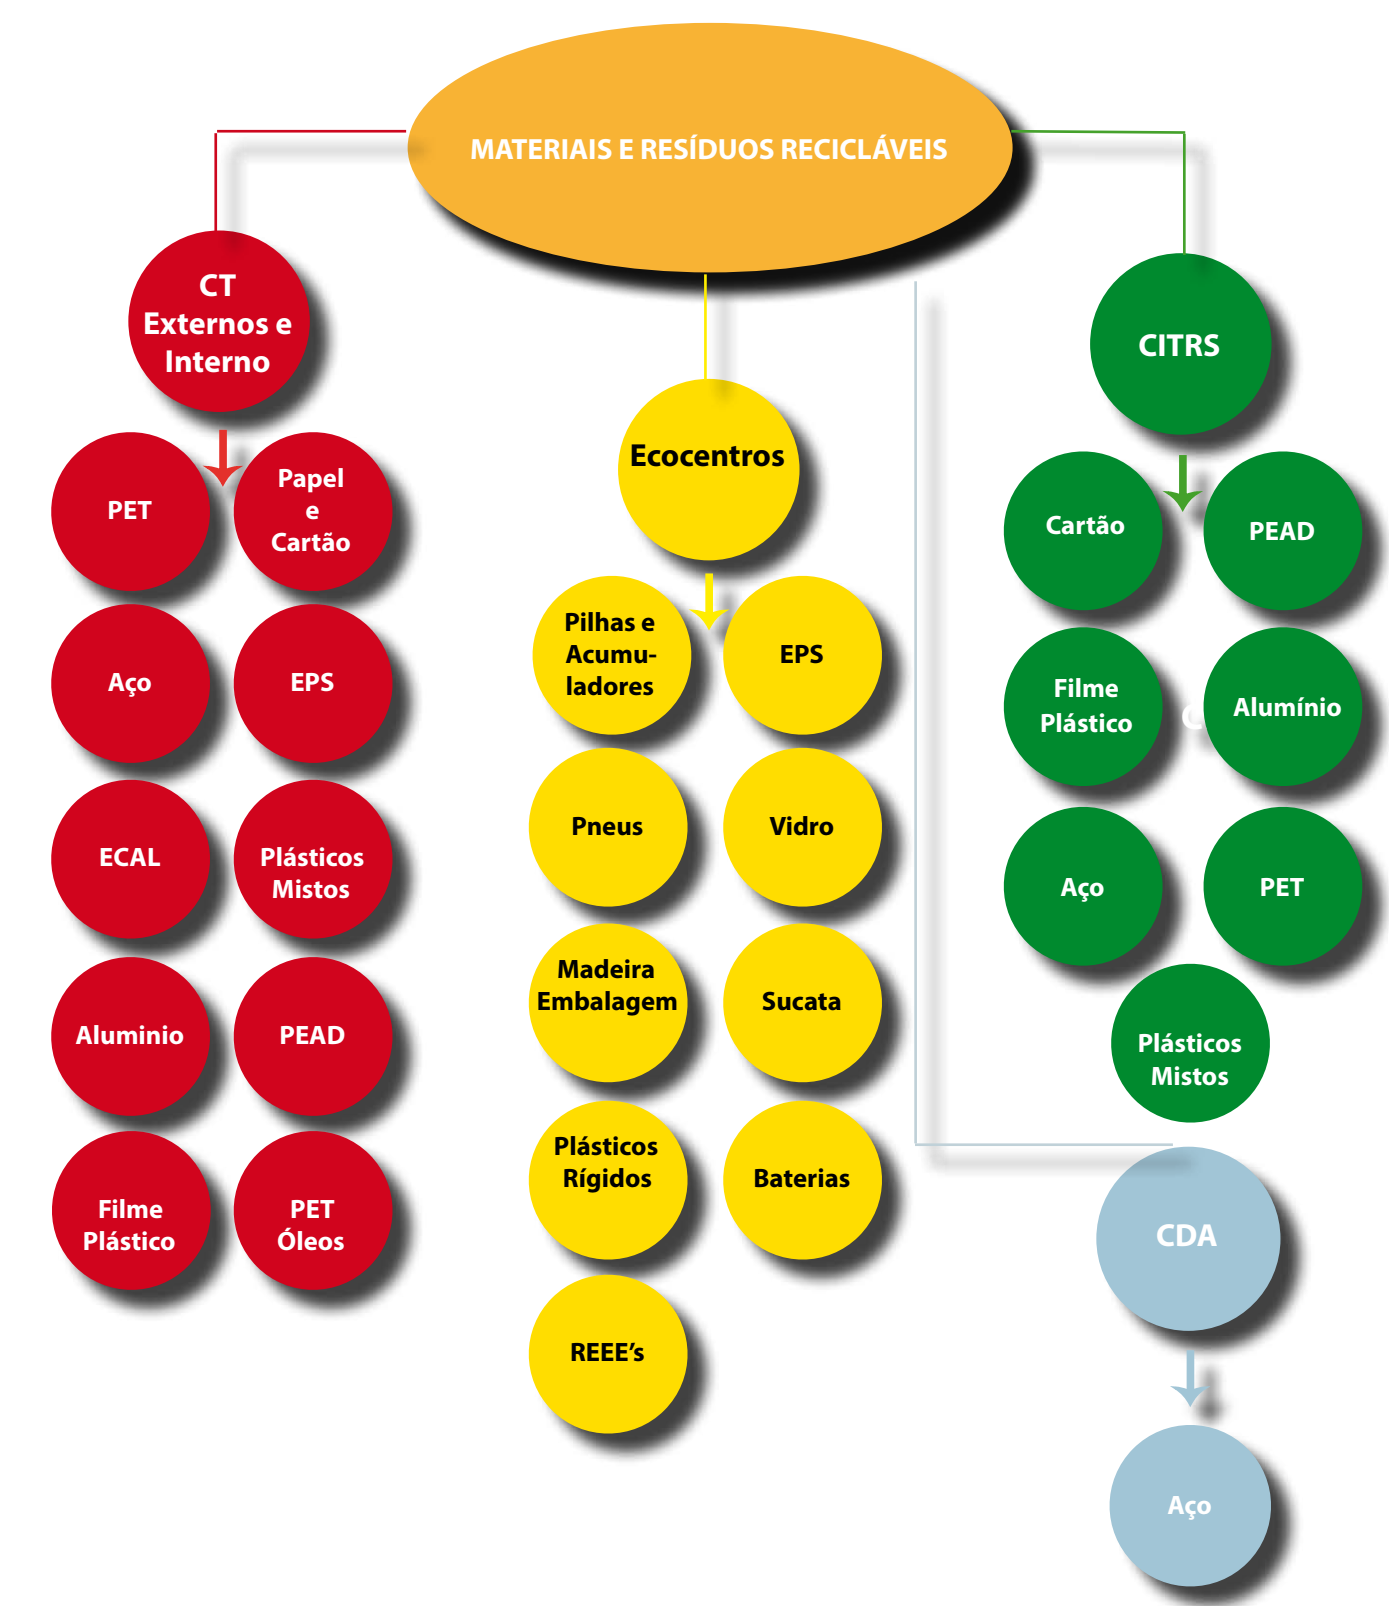 MATERIAIS E RESÍDUOS RECICLÁVEIS
CT
Externos e
Interno
PET
Papel
e
Cartão
Aço
EPS
ECAL
Plásticos
Mistos
Aluminio
PEAD
Filme
Plástico
PET
Óleos
Ecocentros
Pilhas e
Acumu-
ladores
EPS
Pneus
Vidro
Madeira
Embalagem
Sucata
Plásticos
Rígidos
Baterias
REEE's
CITRS
Cartão
PEAD
Filme
Plástico
Alumínio
Aço
PET
Plásticos
Mistos
CDA
Aço